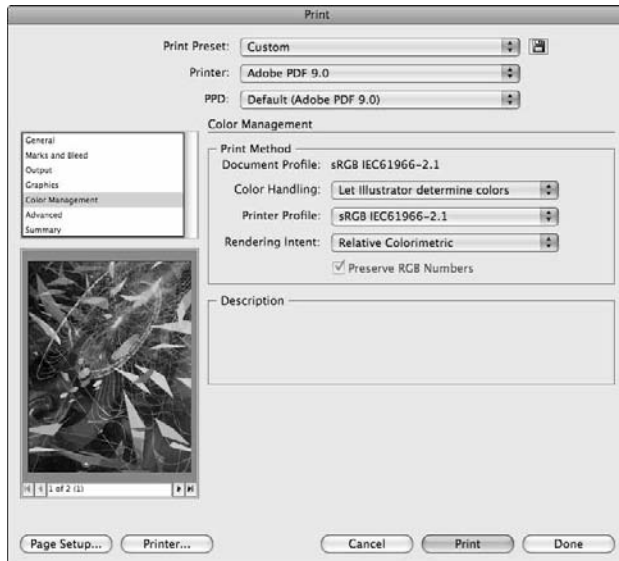 Print
Print Preset: Custom
Printer: Adobe PDF 9.0
PPD: Default (Adobe PDF 9.0)
General
Marks and Bleed
Output
Graphics
Color Management
Advanced
Summary
1 of 2 (1)
Color Management
Print Method
Document Profile: sRGB IEC61966-2.1
Color Handling: Let Illustrator determine colors
Printer Profile: sRGB IEC61966-2.1
Rendering Intent: Relative Colorimetric
Preserve RGB Numbers
Description
Page Setup... Printer... Cancel Print Done